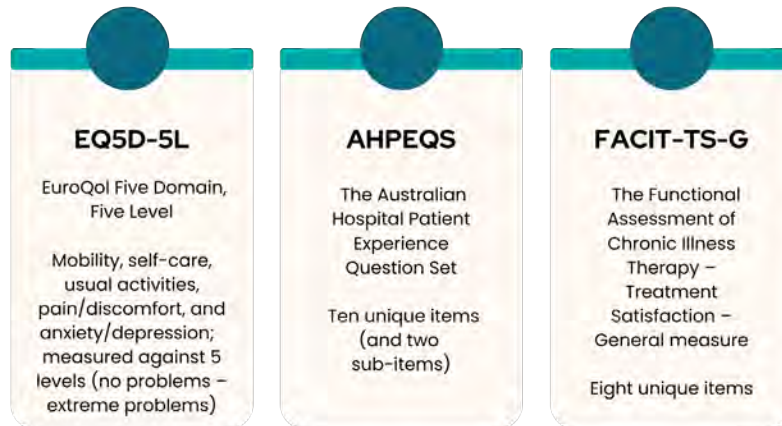 EQ5D-5L
EuroQol Five Domain,
Five Level
Mobility, self-care,
usual activities,
pain/discomfort, and
anxiety/depression;
measured against 5
levels (no problems –
extreme problems)
AHPEQS
The Australian
Hospital Patient
Experience
Question Set
Ten unique items
(and two
sub-items)
FACIT-TS-G
The Functional
Assessment of
Chronic Illness
Therapy –
Treatment
Satisfaction –
General measure
Eight unique items